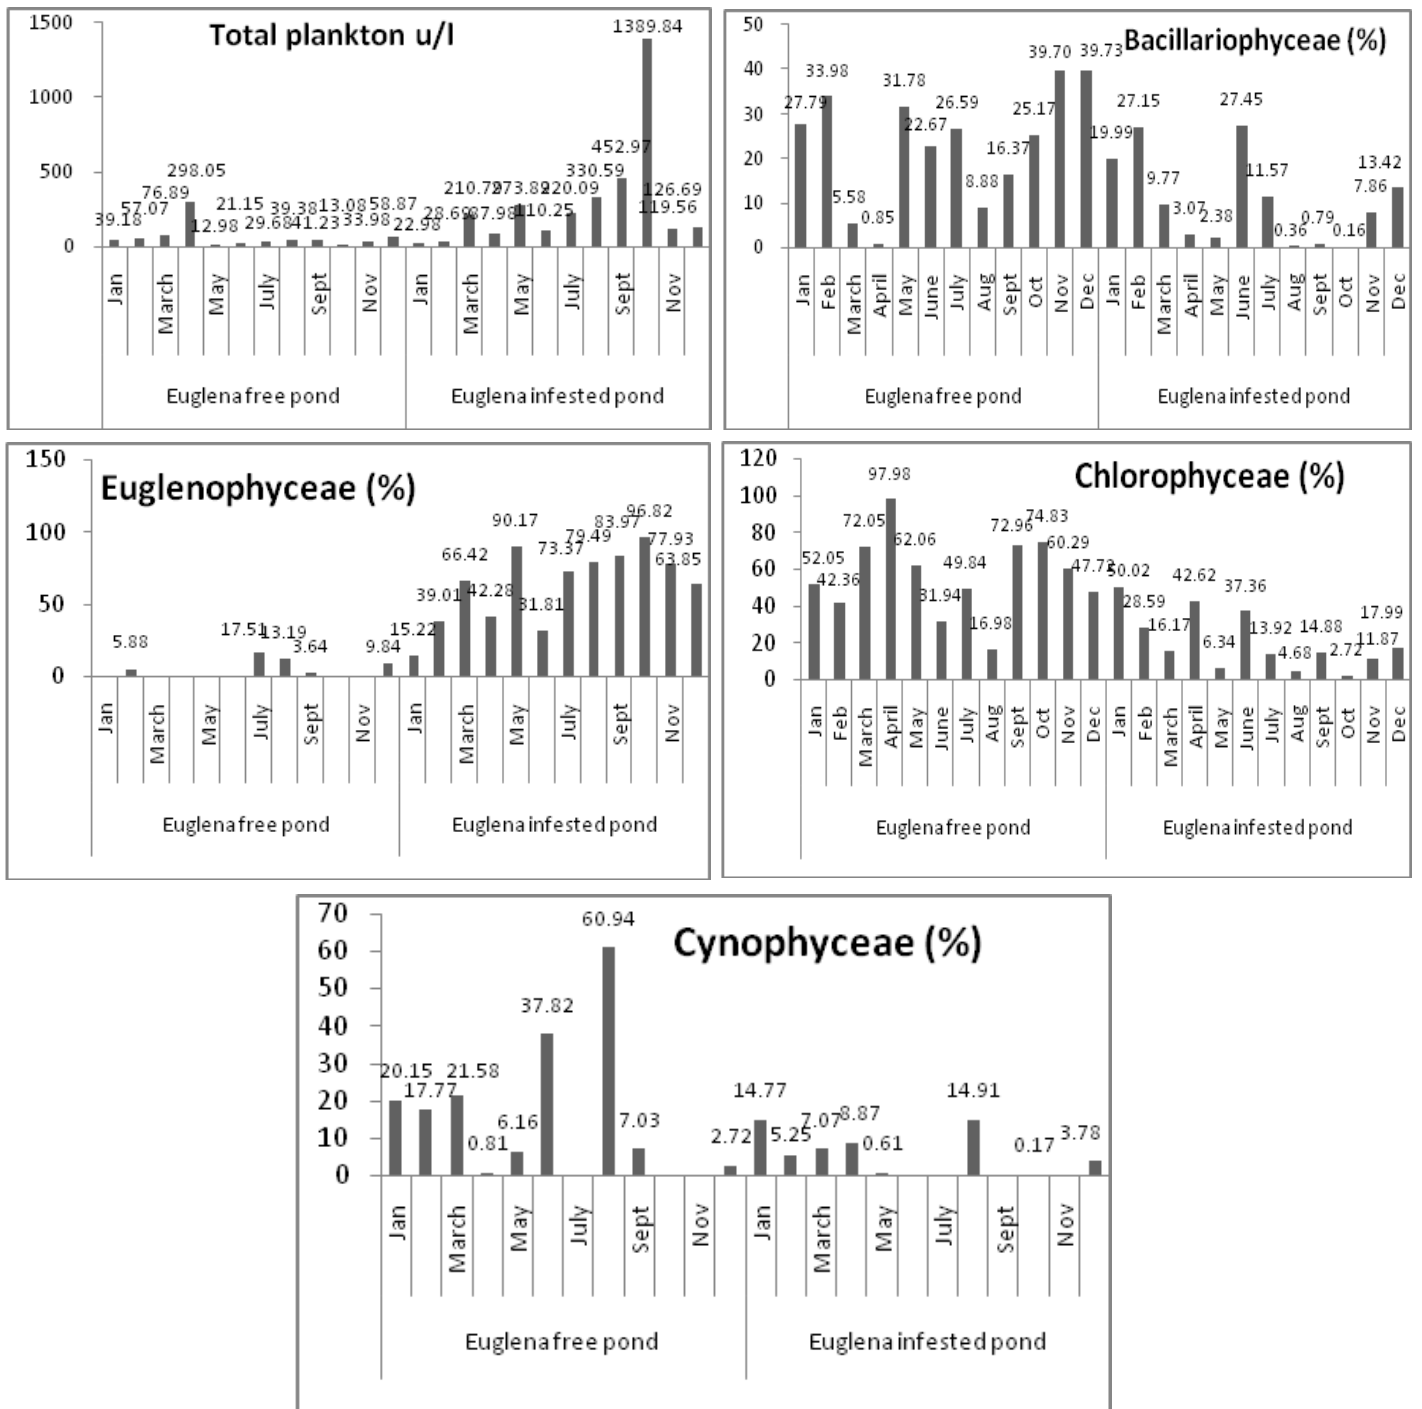 Total plankton u/l
1500
1000
500
0
39.18 57.07 76.89 298.05 12.98 21.15 29.68 39.38 41.23 13.08 33.98 58.87 22.98 28.69 210.79 87.98 273.89 110.25 220.09 330.59 452.97 1389.84 119.56 126.69
Jan March May July Sept Nov Jan March May July Sept Nov
Euglena free pond Euglena infested pond
Bacillariophyceae (%)
50
40
30
20
10
0
27.79 33.98 5.58 0.85 31.78 22.67 26.59 8.88 16.37 25.17 39.70 39.73 19.99 27.15 9.77 3.07 2.38 27.45 11.57 0.36 0.79 0.16 7.86 13.42
Jan Feb March April May June July Aug Sept Oct Nov Dec Jan Feb March April May June July Aug Sept Oct Nov Dec
Euglena free pond Euglena infested pond
Euglenophyceae (%)
150
100
50
0
5.88 17.51 13.19 3.64 9.84 15.22 39.01 66.42 42.28 90.17 31.81 73.37 79.49 83.97 96.82 77.93 63.85
Jan March May July Sept Nov Jan March May July Sept Nov
Euglena free pond Euglena infested pond
Chlorophyceae (%)
120
100
80
60
40
20
0
52.05 42.36 72.05 97.98 62.06 31.94 49.84 16.98 72.96 74.83 60.29 47.73 50.02 28.59 16.17 42.62 6.34 37.36 13.92 4.68 14.88 2.72 11.87 17.99
Jan Feb March April May June July Aug Sept Oct Nov Dec Jan Feb March April May June July Aug Sept Oct Nov Dec
Euglena free pond Euglena infested pond
Cynophyceae (%)
70
60
50
40
30
20
10
0
20.15 17.77 21.58 0.81 6.16 37.82 60.94 7.03 2.72 14.77 5.25 7.07 8.87 0.61 14.91 0.17 3.78
Jan March May July Sept Nov Jan March May July Sept Nov
Euglena free pond Euglena infested pond